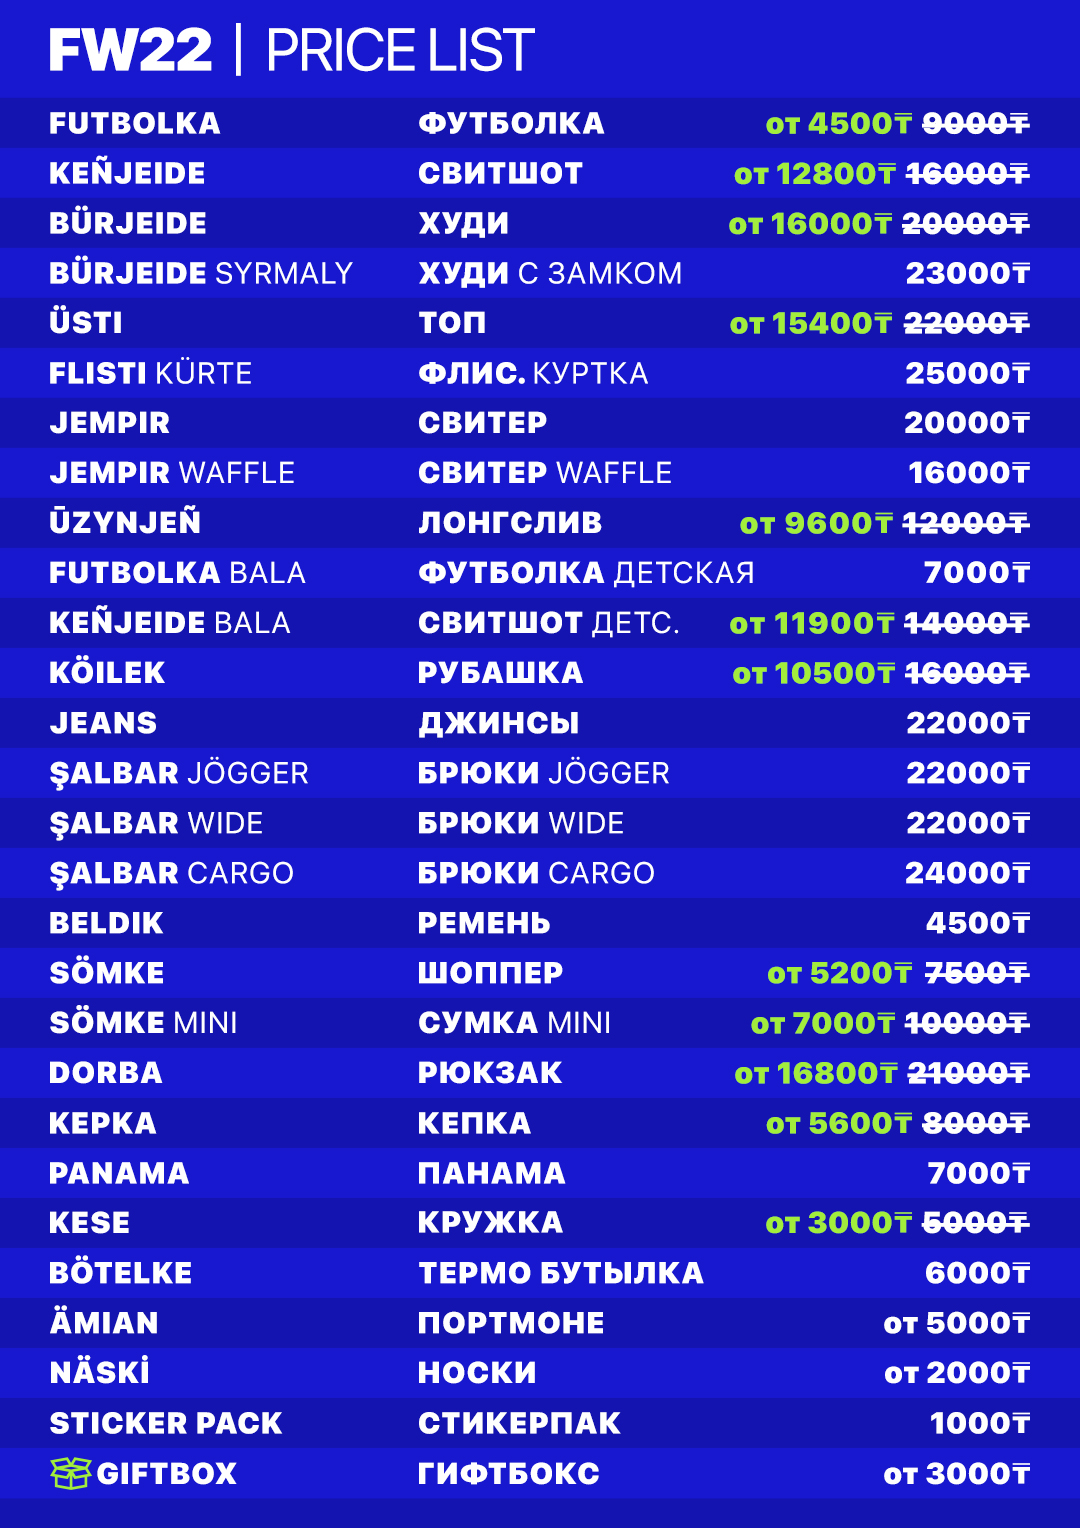 FW22 | PRICE LIST
FUTBOLKA ФУТБОЛКА от 4500₸ 9000₸
KEÑJEIDE СВИТШОТ от 12800₸ 16000₸
BÜRJEIDE ХУДИ от 16000₸ 20000₸
BÜRJEIDE SYRMALY ХУДИ С ЗАМКОМ 23000₸
ÜSTI ТОП от 15400₸ 22000₸
FLISTI KÜRTE ФЛИС. КУРТКА 25000₸
JEMPIR СВИТЕР 20000₸
JEMPIR WAFFLE СВИТЕР WAFFLE 16000₸
ŪZYNJEÑ ЛОНГСЛИВ от 9600₸ 12000₸
FUTBOLKA BALA ФУТБОЛКА ДЕТСКАЯ 7000₸
KEÑJEIDE BALA СВИТШОТ ДЕТС. от 11900₸ 14000₸
KÖILEK РУБАШКА от 10500₸ 16000₸
JEANS ДЖИНСЫ 22000₸
ŞALBAR JÖGGER БРЮКИ JÖGGER 22000₸
ŞALBAR WIDE БРЮКИ WIDE 22000₸
ŞALBAR CARGO БРЮКИ CARGO 24000₸
BELDIK РЕМЕНЬ 4500₸
SÖMKE ШОППЕР от 5200₸ 7500₸
SÖMKE MINI СУМКА MINI от 7000₸ 10000₸
DORBA РЮКЗАК от 16800₸ 21000₸
KEPKA КЕПКА от 5600₸ 8000₸
PANAMA ПАНАМА 7000₸
KESE КРУЖКА от 3000₸ 5000₸
BÖTELKE ТЕРМО БУТЫЛКА 6000₸
ÄMIAN ПОРТМОНЕ от 5000₸
NÄSKİ НОСКИ от 2000₸
STICKER PACK СТИКЕРПАК 1000₸
GIFTBOX ГИФТБОКС от 3000₸